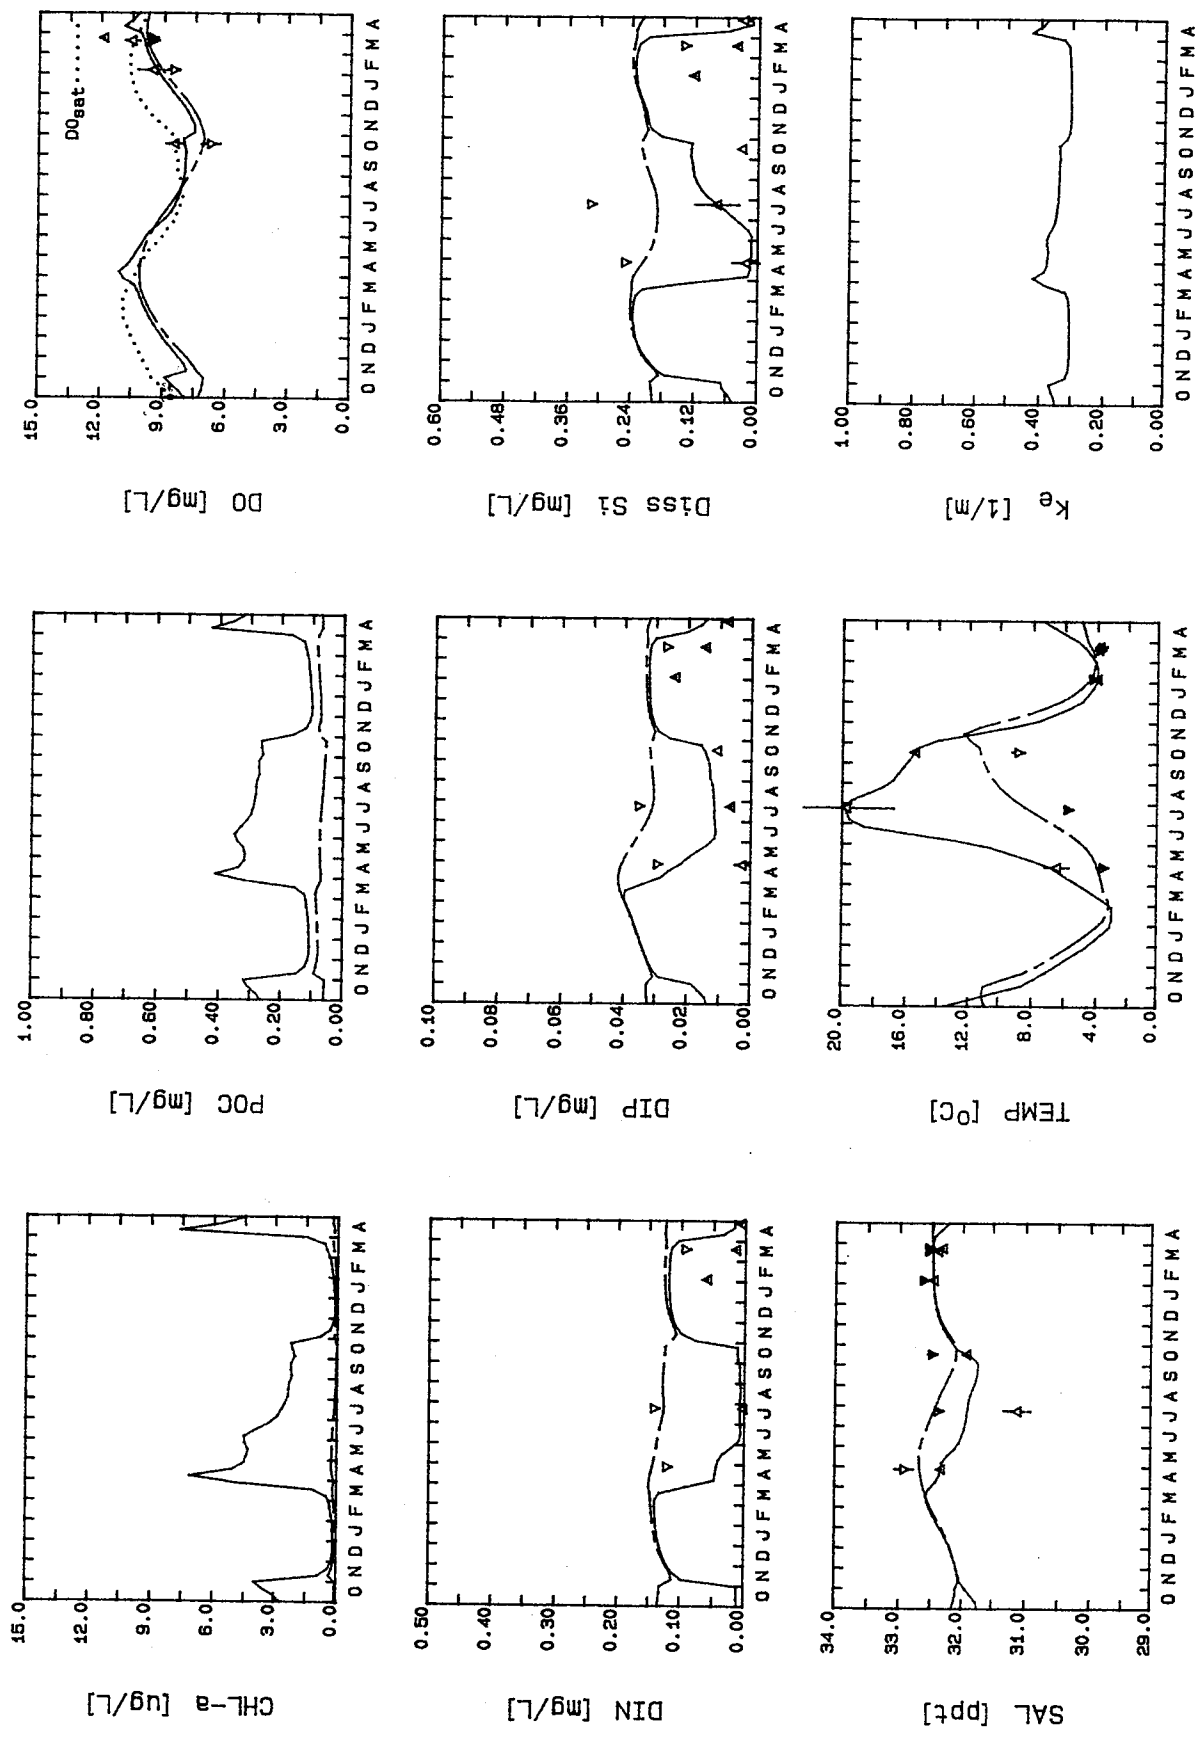 CHL-a [ug/L]
15.0
12.0
9.0
6.0
3.0
0.0
O N D J F M A M J J A S O N D J F M A
POC [mg/L]
1.00
0.80
0.60
0.40
0.20
0.00
O N D J F M A M J J A S O N D J F M A
DO [mg/L]
15.0
12.0
9.0
6.0
3.0
0.0
DOsat
O N D J F M A M J J A S O N D J F M A
DIN [mg/L]
0.50
0.40
0.30
0.20
0.10
0.00
O N D J F M A M J J A S O N D J F M A
DIP [mg/L]
0.10
0.08
0.06
0.04
0.02
0.00
O N D J F M A M J J A S O N D J F M A
Diss Si [mg/L]
0.60
0.48
0.36
0.24
0.12
0.00
O N D J F M A M J J A S O N D J F M A
SAL [ppt]
34.0
33.0
32.0
31.0
30.0
29.0
O N D J F M A M J J A S O N D J F M A
TEMP [°C]
20.0
16.0
12.0
8.0
4.0
0.0
O N D J F M A M J J A S O N D J F M A
Ke [1/m]
1.00
0.80
0.60
0.40
0.20
0.00
O N D J F M A M J J A S O N D J F M A